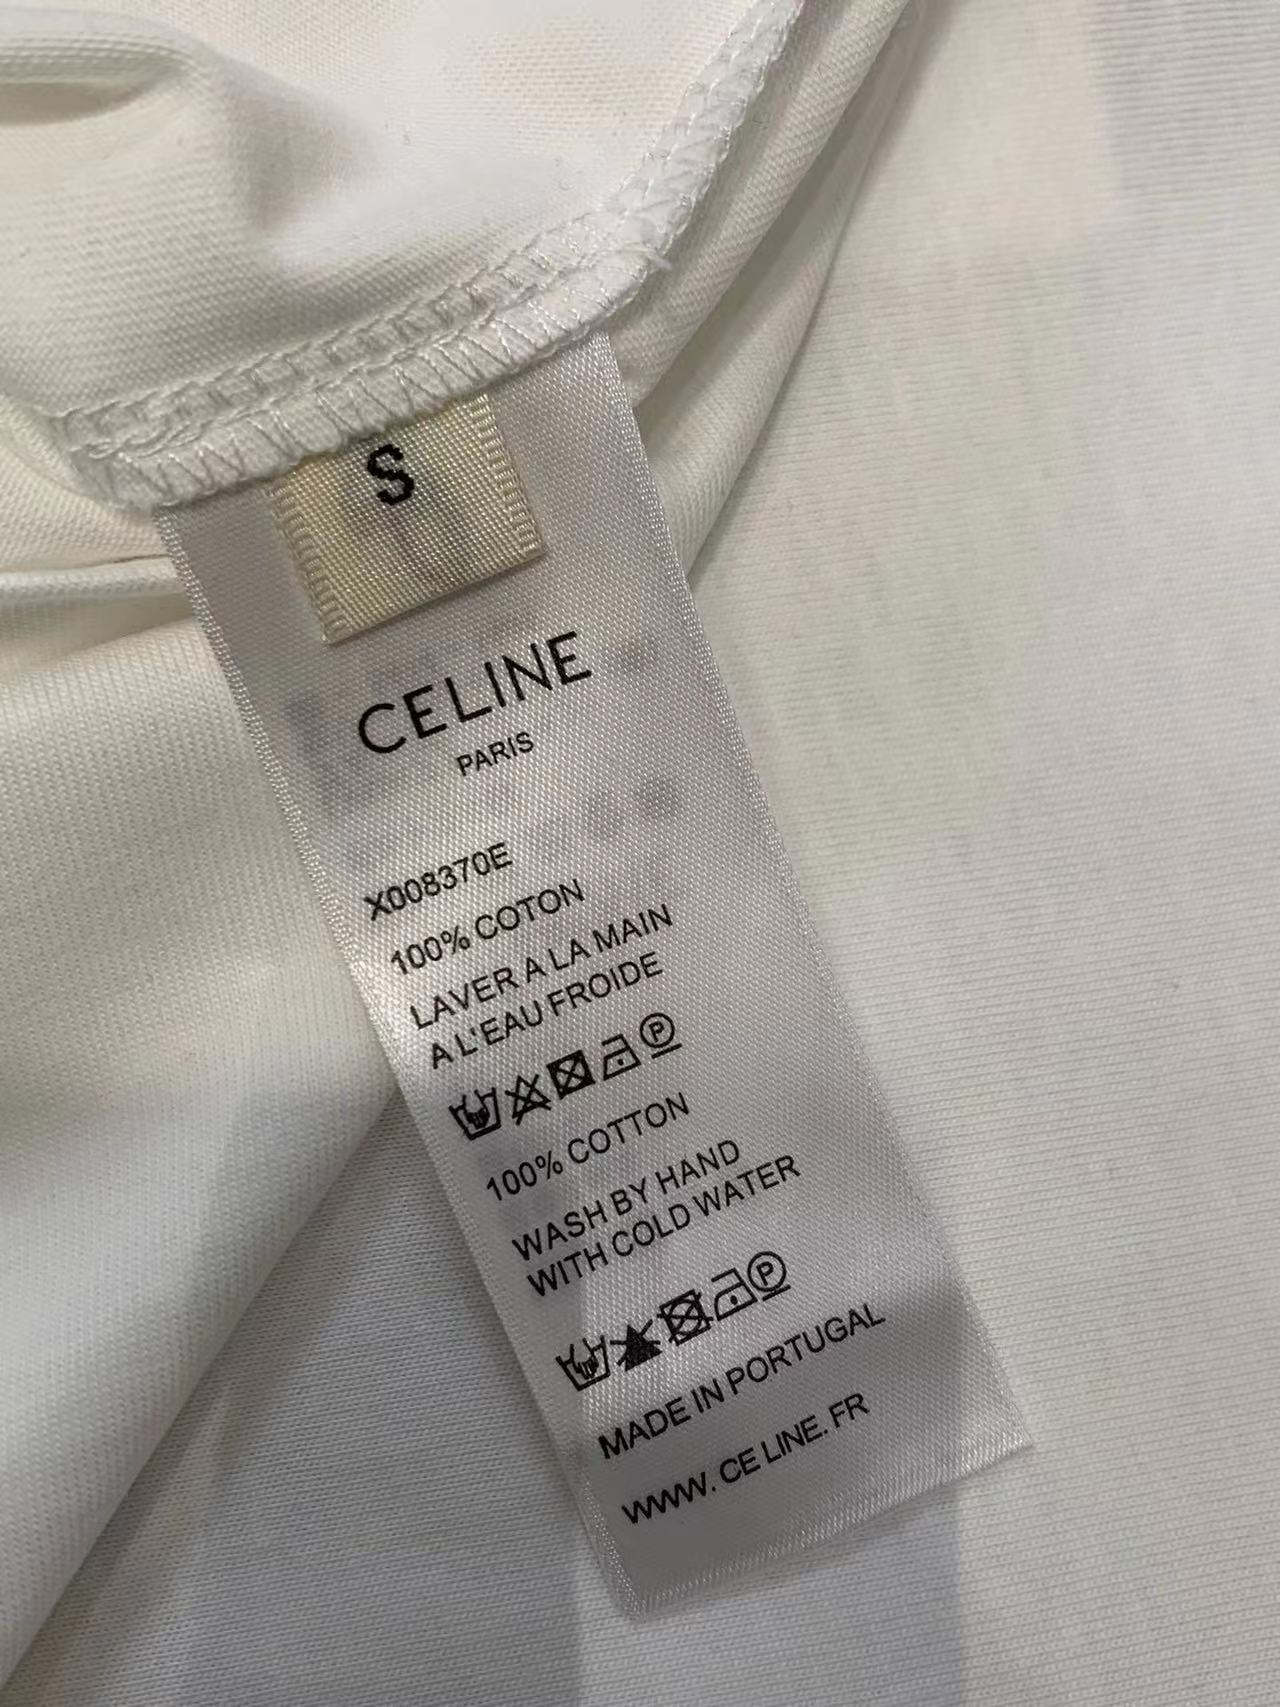 S
CELINE
PARIS
X008370E
100% COTON
LAVER A LA MAIN
A L'EAU FROIDE
P
100% COTTON
WASH BY HAND
WITH COLD WATER
P
MADE IN PORTUGAL
WWW. CE LINE. FR